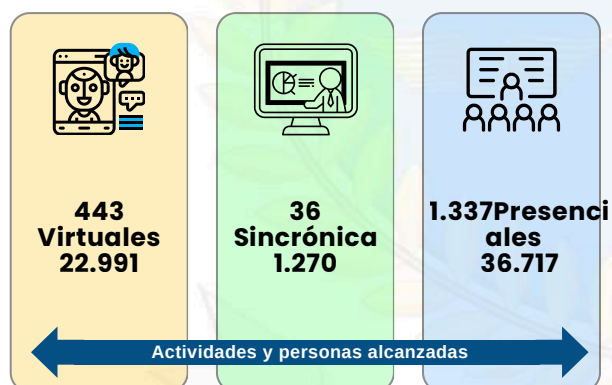 443
Virtuales
22.991
36
Sincrónica
1.270
1.337Presenci
ales
36.717
Actividades y personas alcanzadas